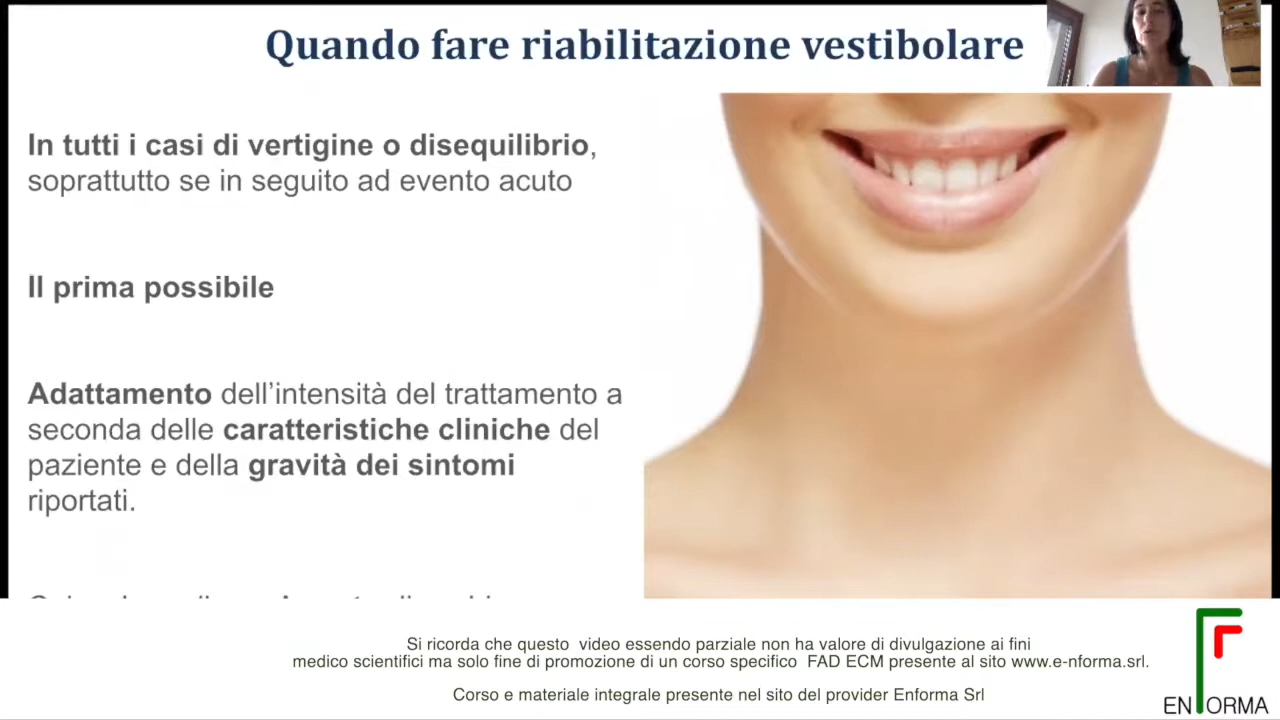 Quando fare riabilitazione vestibolare
In tutti i casi di vertigine o disequilibrio,
soprattutto se in seguito ad evento acuto
Il prima possibile
Adattamento dell'intensità del trattamento a
seconda delle caratteristiche cliniche del
paziente e della gravità dei sintomi
riportati.
Si ricorda che questo video essendo parziale non ha valore di divulgazione ai fini
medico scientifici ma solo fine di promozione di un corso specifico FAD ECM presente al sito www.e-nforma.srl.
Corso e materiale integrale presente nel sito del provider Enforma Srl
ENFORMA